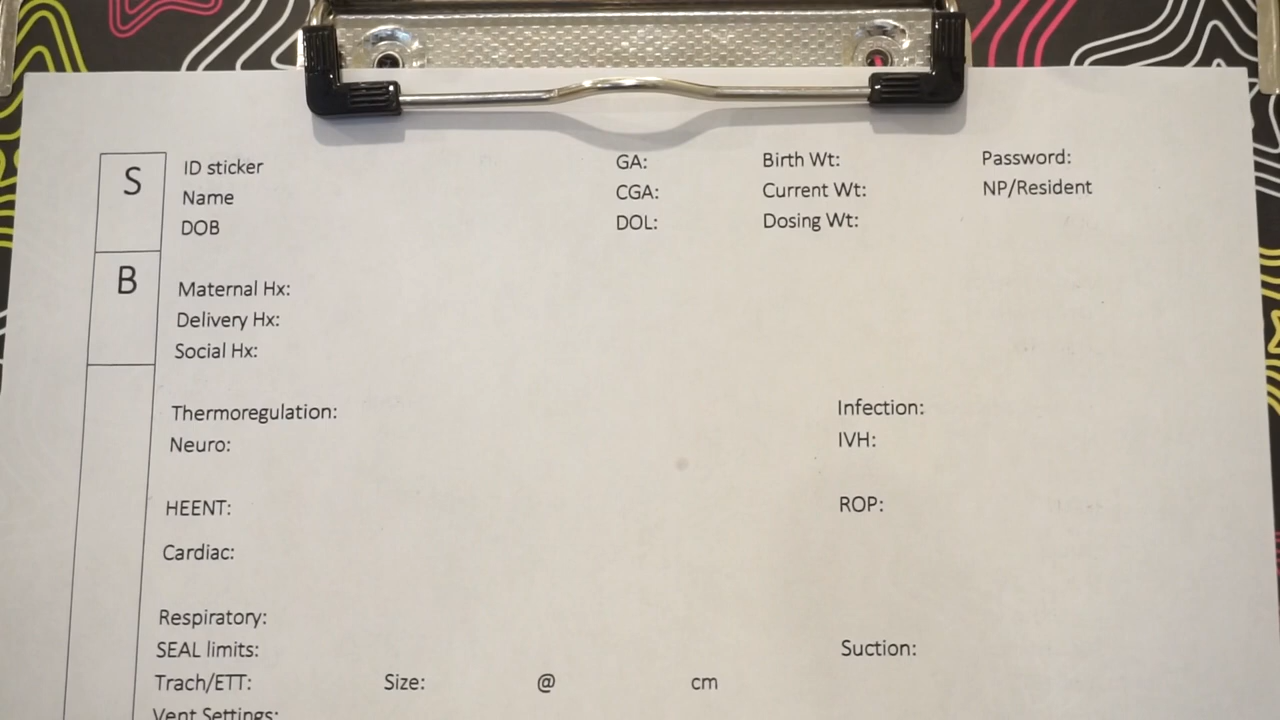 S ID sticker GA: Birth Wt: Password:
Name CGA: Current Wt: NP/Resident
DOB DOL: Dosing Wt:
B Maternal Hx:
Delivery Hx:
Social Hx:
Thermoregulation: Infection:
Neuro: IVH:
HEENT: ROP:
Cardiac:
Respiratory:
SEAL limits: Suction:
Trach/ETT: Size: @ cm
Vent Settings: